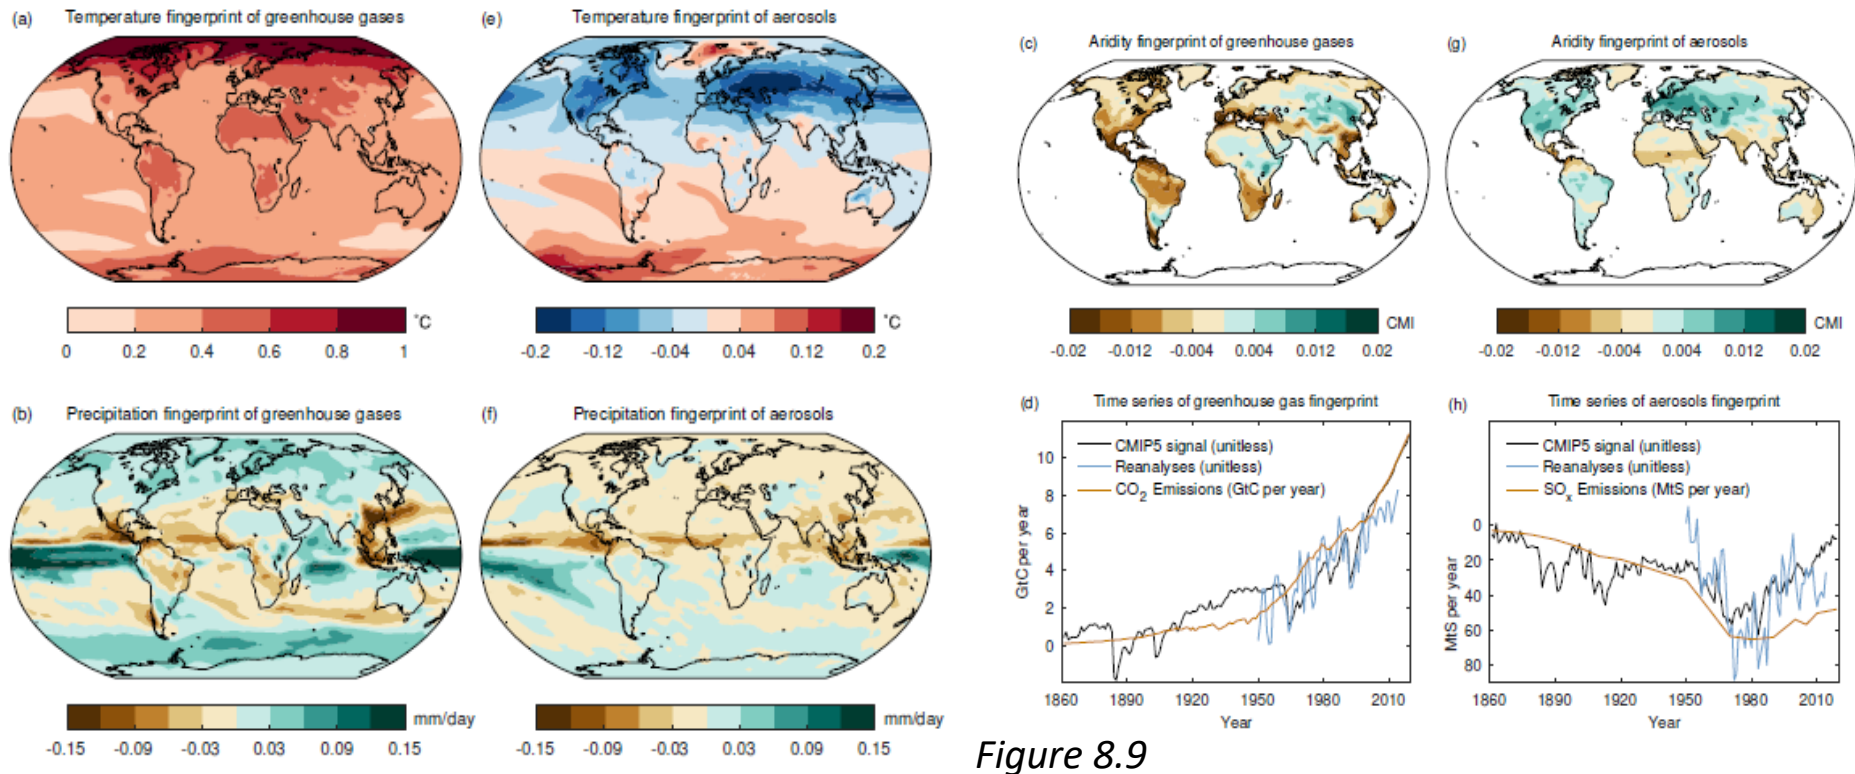 (a) Temperature fingerprint of greenhouse gases
°C
0 0.2 0.4 0.6 0.8 1
(e) Temperature fingerprint of aerosols
°C
-0.2 -0.12 -0.04 0.04 0.12 0.2
(c) Aridity fingerprint of greenhouse gases
CMI
-0.02 -0.012 -0.004 0.004 0.012 0.02
(g) Aridity fingerprint of aerosols
CMI
-0.02 -0.012 -0.004 0.004 0.012 0.02
(b) Precipitation fingerprint of greenhouse gases
mm/day
-0.15 -0.09 -0.03 0.03 0.09 0.15
(f) Precipitation fingerprint of aerosols
mm/day
-0.15 -0.09 -0.03 0.03 0.09 0.15
(d) Time series of greenhouse gas fingerprint
CMIP5 signal (unitless)
Reanalyses (unitless)
CO2 Emissions (GtC per year)
GtC per year
10
8
6
4
2
0
1860 1890 1920 1950 1980 2010
Year
(h) Time series of aerosols fingerprint
CMIP5 signal (unitless)
Reanalyses (unitless)
SOx Emissions (MtS per year)
MtS per year
0
20
40
60
80
1860 1890 1920 1950 1980 2010
Year
Figure 8.9